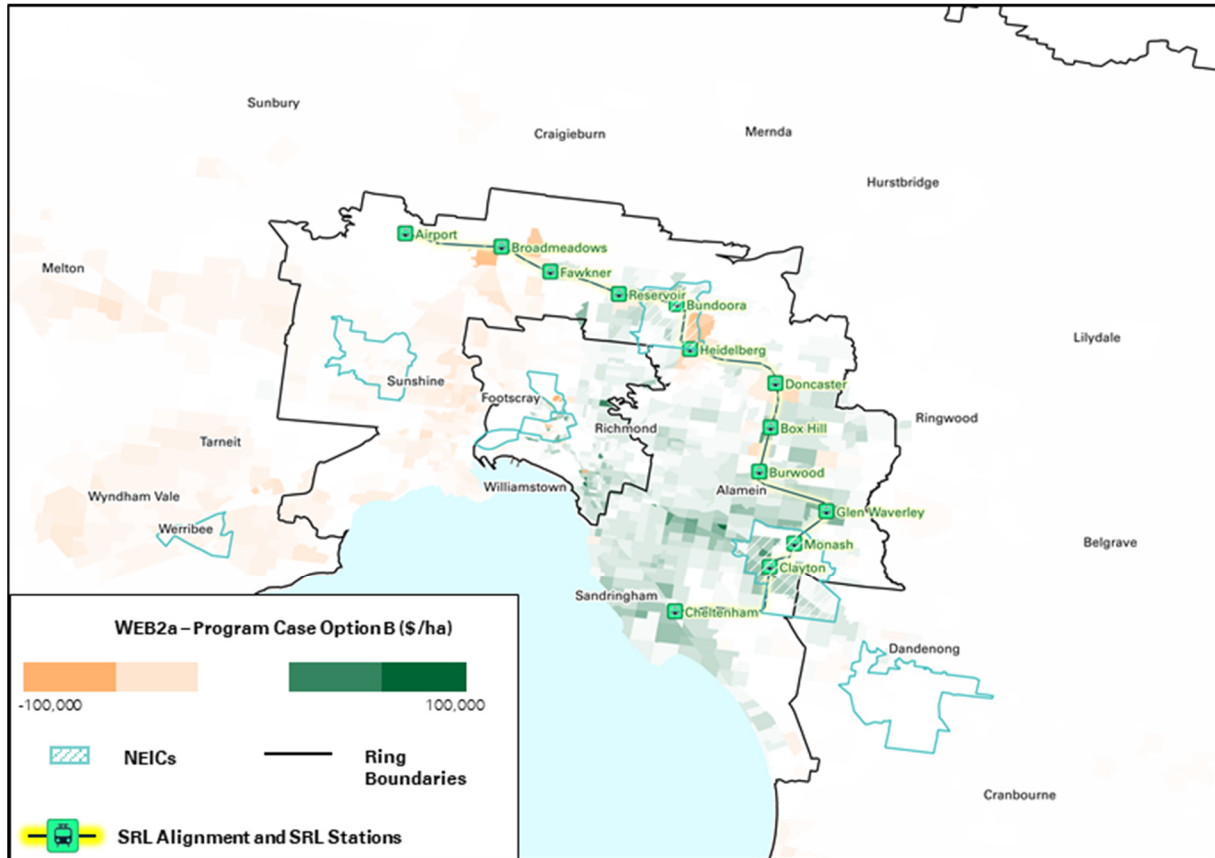 Sunbury
Craigieburn
Mernda
Hurstbridge
Airport
Broadmeadows
Melton
Fawkner
Reservoir
Bundoora
Lilydale
Heidelberg
Sunshine
Doncaster
Footscray
Ringwood
Richmond
Box Hill
Tarneit
Burwood
Williamstown
Alamein
Wyndham Vale
Glen Waverley
Werribee
Monash
Belgrave
Clayton
Sandringham
Cheltenham
Dandenong
Cranbourne
WEB2a – Program Case Option B ($/ha)
-100,000
100,000
NEICs
Ring
Boundaries
SRL Alignment and SRL Stations